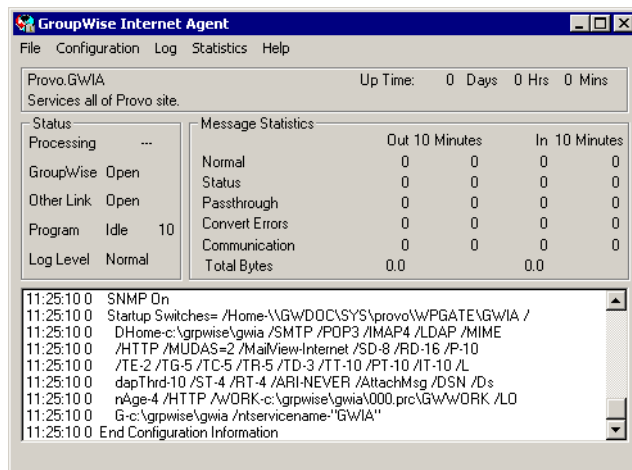 GroupWise Internet Agent
File Configuration Log Statistics Help
Provo.GWIA Up Time: 0 Days 0 Hrs 0 Mins
Services all of Provo site.
Status
Processing ---
GroupWise Open
Other Link Open
Program Idle 10
Log Level Normal
Message Statistics
Out 10 Minutes In 10 Minutes
Normal 0 0 0 0
Status 0 0 0 0
Passthrough 0 0 0 0
Convert Errors 0 0 0 0
Communication 0 0 0 0
Total Bytes 0.0 0.0
11:25:10 0 SNMP On
11:25:10 0 Startup Switches= /Home-\\GWDOC\SYS\provo\WPGATE\GWIA /
11:25:10 0 DHome-c:\grpwise\gwia /SMTP /POP3 /IMAP4 /LDAP /MIME
11:25:10 0 /HTTP /MUDAS=2 /MailView-Internet /SD-8 /RD-16 /P-10
11:25:10 0 /TE-2 /TG-5 /TC-5 /TR-5 /TD-3 /TT-10 /PT-10 /IT-10 /L
11:25:10 0 dapThrd-10 /ST-4 /RT-4 /ARI-NEVER /AttachMsg /DSN /Ds
11:25:10 0 nAge-4 /HTTP /WORK-c:\grpwise\gwia\000.prc\GWWORK /LO
11:25:10 0 G-c:\grpwise\gwia /ntservicename-"GWIA"
11:25:10 0 End Configuration Information